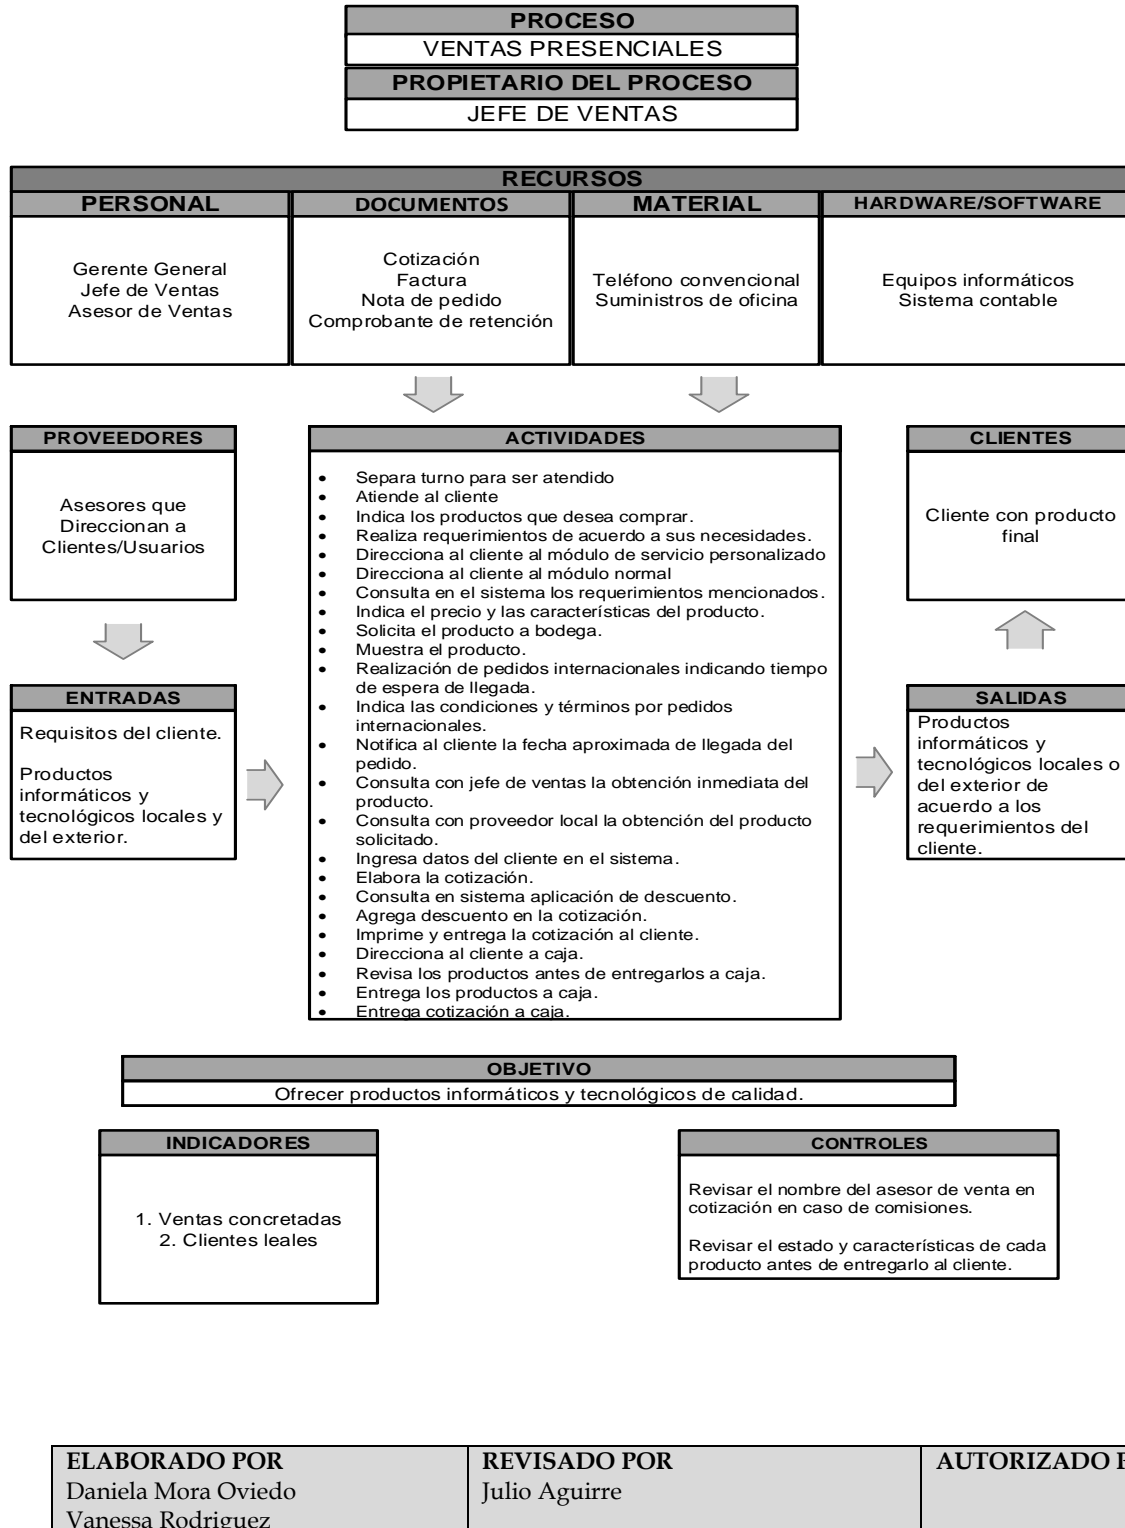 PROCESO
VENTAS PRESENCIALES
PROPIETARIO DEL PROCESO
JEFE DE VENTAS
RECURSOS
PERSONAL
Gerente General
Jefe de Ventas
Asesor de Ventas
DOCUMENTOS
Cotización
Factura
Nota de pedido
Comprobante de retención
MATERIAL
Teléfono convencional
Suministros de oficina
HARDWARE/SOFTWARE
Equipos informáticos
Sistema contable
PROVEEDORES
Asesores que
Direccionan a
Clientes/Usuarios
ENTRADAS
Requisitos del cliente.
Productos
informáticos y
tecnológicos locales y
del exterior.
ACTIVIDADES
• Separa turno para ser atendido
• Atiende al cliente
• Indica los productos que desea comprar.
• Realiza requerimientos de acuerdo a sus necesidades.
• Direcciona al cliente al módulo de servicio personalizado
• Direcciona al cliente al módulo normal
• Consulta en el sistema los requerimientos mencionados.
• Indica el precio y las características del producto.
• Solicita el producto a bodega.
• Muestra el producto.
• Realización de pedidos internacionales indicando tiempo
de espera de llegada.
• Indica las condiciones y términos por pedidos
internacionales.
• Notifica al cliente la fecha aproximada de llegada del
pedido.
• Consulta con jefe de ventas la obtención inmediata del
producto.
• Consulta con proveedor local la obtención del producto
solicitado.
• Ingresa datos del cliente en el sistema.
• Elabora la cotización.
• Consulta en sistema aplicación de descuento.
• Agrega descuento en la cotización.
• Imprime y entrega la cotización al cliente.
• Direcciona al cliente a caja.
• Revisa los productos antes de entregarlos a caja.
• Entrega los productos a caja.
• Entrega cotización a caja.
CLIENTES
Cliente con producto
final
SALIDAS
Productos
informáticos y
tecnológicos locales o
del exterior de
acuerdo a los
requerimientos del
cliente.
OBJETIVO
Ofrecer productos informáticos y tecnológicos de calidad.
INDICADORES
1. Ventas concretadas
2. Clientes leales
CONTROLES
Revisar el nombre del asesor de venta en
cotización en caso de comisiones.
Revisar el estado y características de cada
producto antes de entregarlo al cliente.
ELABORADO POR
Daniela Mora Oviedo
Vanessa Rodriguez
REVISADO POR
Julio Aguirre
AUTORIZADO